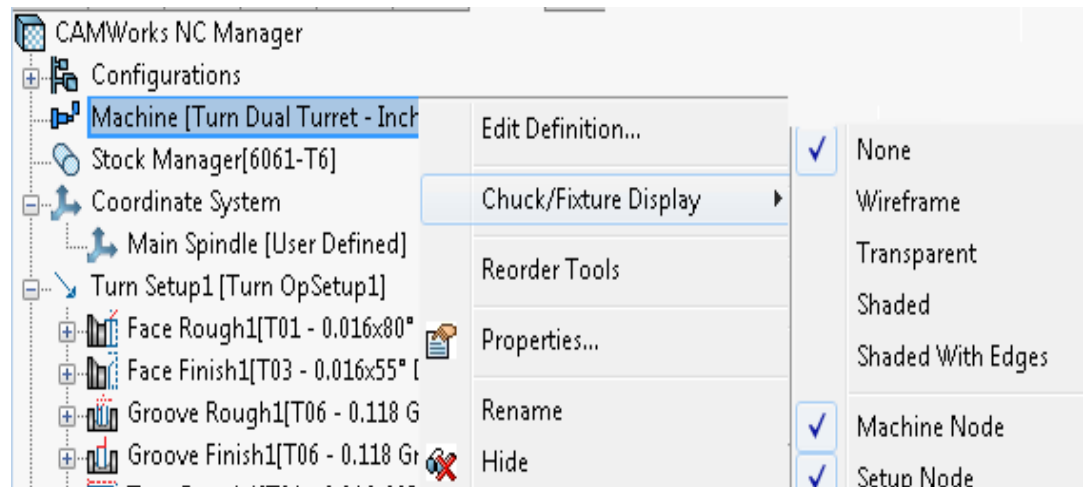 CAMWorks NC Manager
Configurations
Machine [Turn Dual Turret - Inch
Stock Manager[6061-T6]
Coordinate System
Main Spindle [User Defined]
Turn Setup1 [Turn OpSetup1]
Face Rough1[T01 - 0.016x80°
Face Finish1[T03 - 0.016x55° [
Groove Rough1[T06 - 0.118 G
Groove Finish1[T06 - 0.118 Gr
Edit Definition...
Chuck/Fixture Display
Reorder Tools
Properties...
Rename
Hide
None
Wireframe
Transparent
Shaded
Shaded With Edges
Machine Node
Setup Node